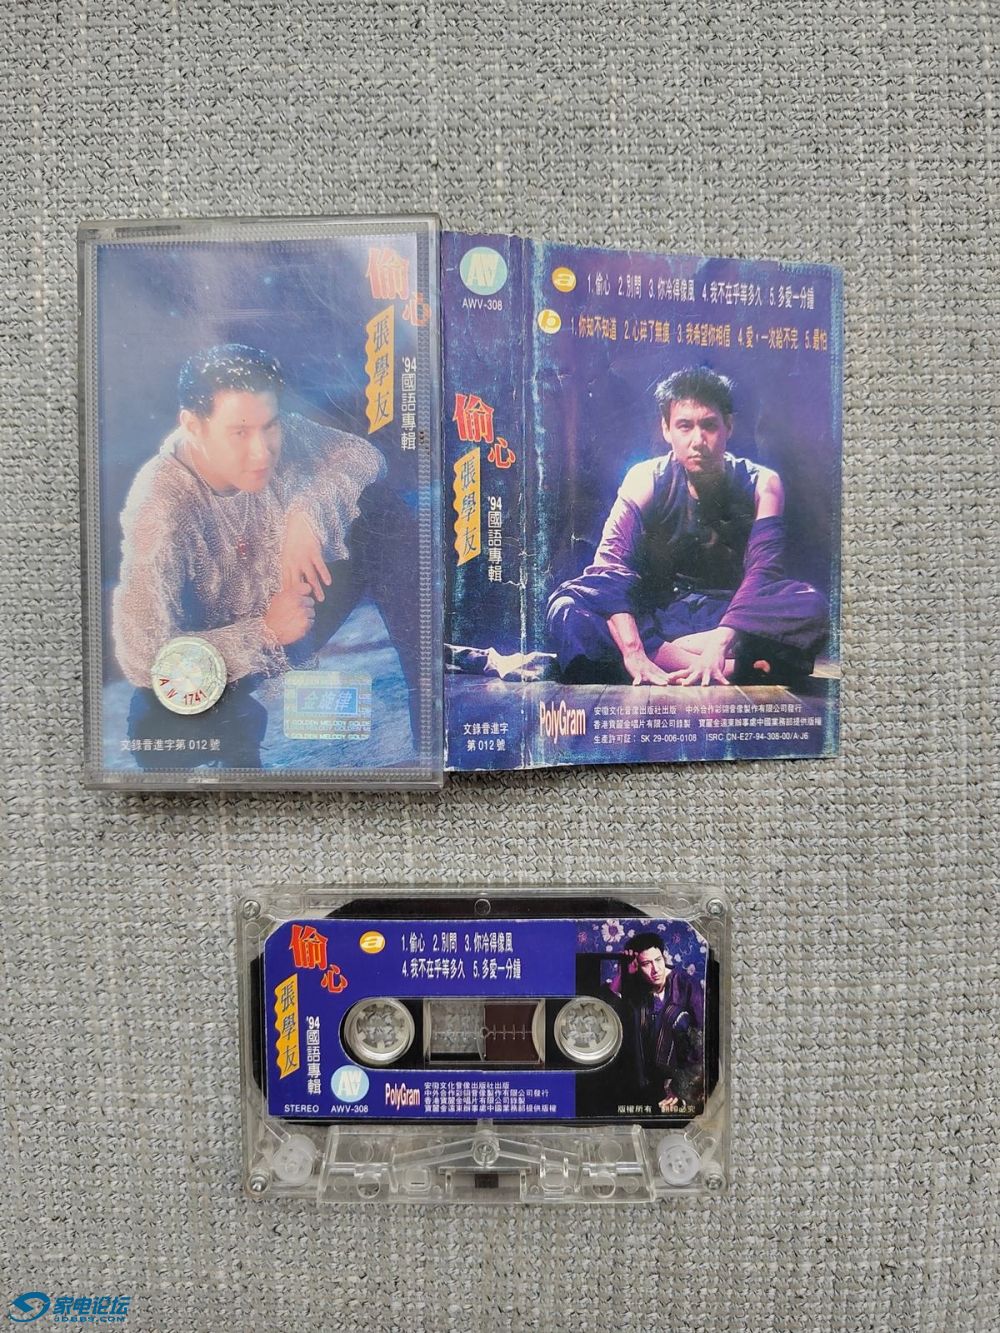 偷心
張學友
'94國語專輯
A IV 1741
金旋律
GOLDEN MELODY GOLDE
文錄音進字第012號
AWV-308
偷心
張學友
'94國語專輯
文錄音進字
第012號
a
1.偷心 2.別問 3.你冷得像風 4.我不在乎等多久 5.多愛一分鐘
b
1.你知不知道 2.心碎了無痕 3.我希望你相信 4.愛,一次給不完 5.最怕
PolyGram
安徽文化音像出版社出版 中外合作彩翎音像製作有限公司發行
香港寶麗金唱片有限公司錄製 寶麗金遠東辦事處中國業務部提供版權
生產許可証: SK 29-006-0108 ISRC CN-E27-94-308-00/A·J6
偷心
張學友
'94國語專輯
a
1.偷心 2.別問 3.你冷得像風
4.我不在乎等多久 5.多愛一分鐘
STEREO AWV-308
PolyGram
安徽文化音像出版社出版
中外合作彩翎音像製作有限公司發行
香港寶麗金唱片有限公司錄製
寶麗金遠東辦事處中國業務部提供版權
版權所有 翻印必究
家电论坛
JDBBS.COM